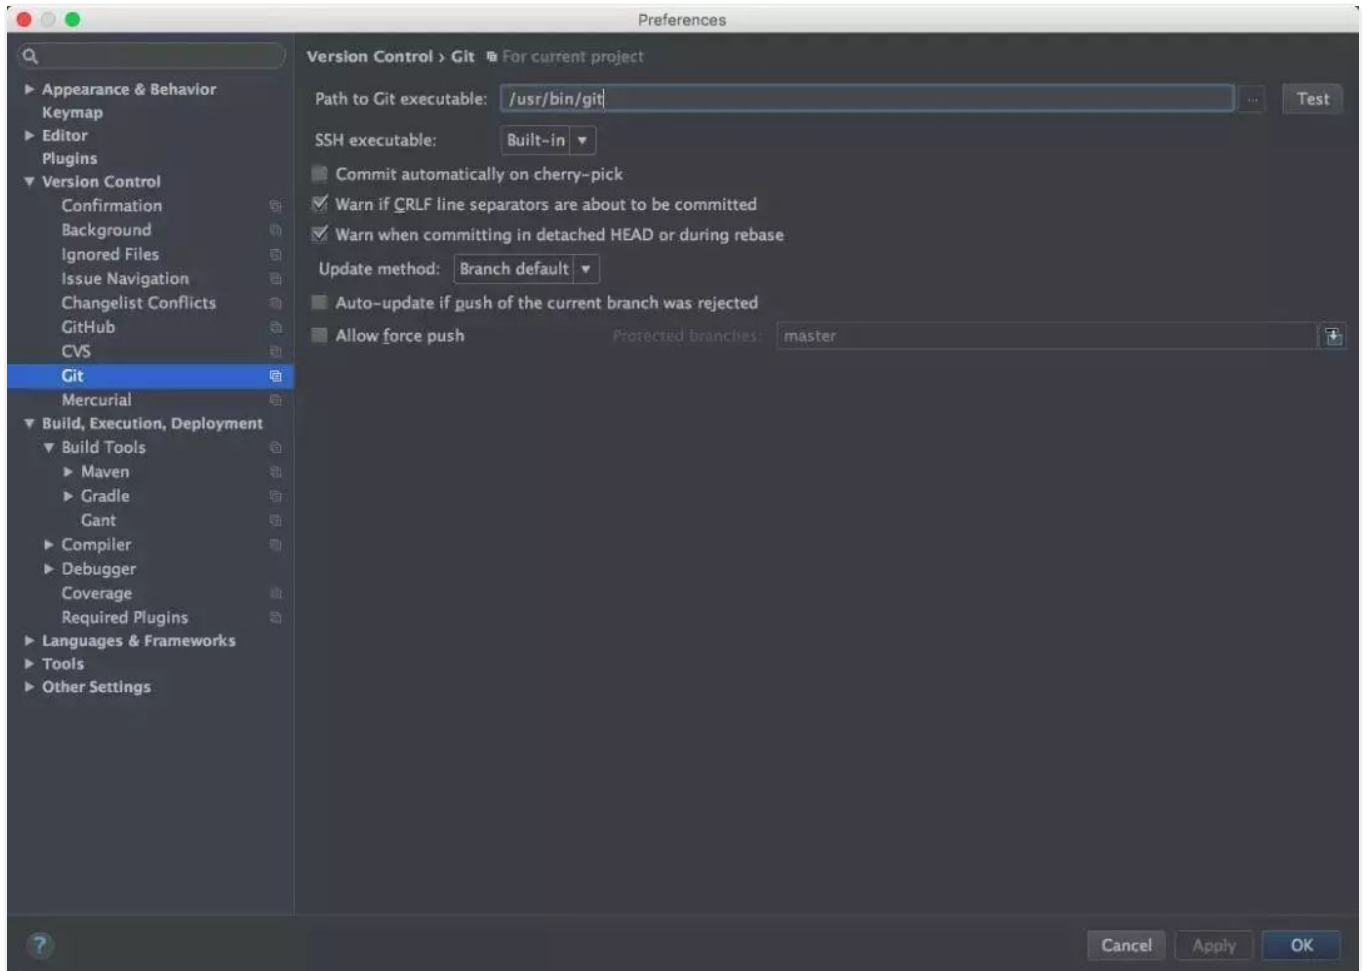 Preferences
Version Control › Git For current project
Appearance & Behavior
Keymap
Editor
Plugins
Version Control
Confirmation
Background
Ignored Files
Issue Navigation
Changelist Conflicts
GitHub
CVS
Git
Mercurial
Build, Execution, Deployment
Build Tools
Maven
Gradle
Gant
Compiler
Debugger
Coverage
Required Plugins
Languages & Frameworks
Tools
Other Settings
Path to Git executable: /usr/bin/git ... Test
SSH executable: Built-in
Commit automatically on cherry-pick
Warn if CRLF line separators are about to be committed
Warn when committing in detached HEAD or during rebase
Update method: Branch default
Auto-update if push of the current branch was rejected
Allow force push Protected branches: master
? Cancel Apply OK